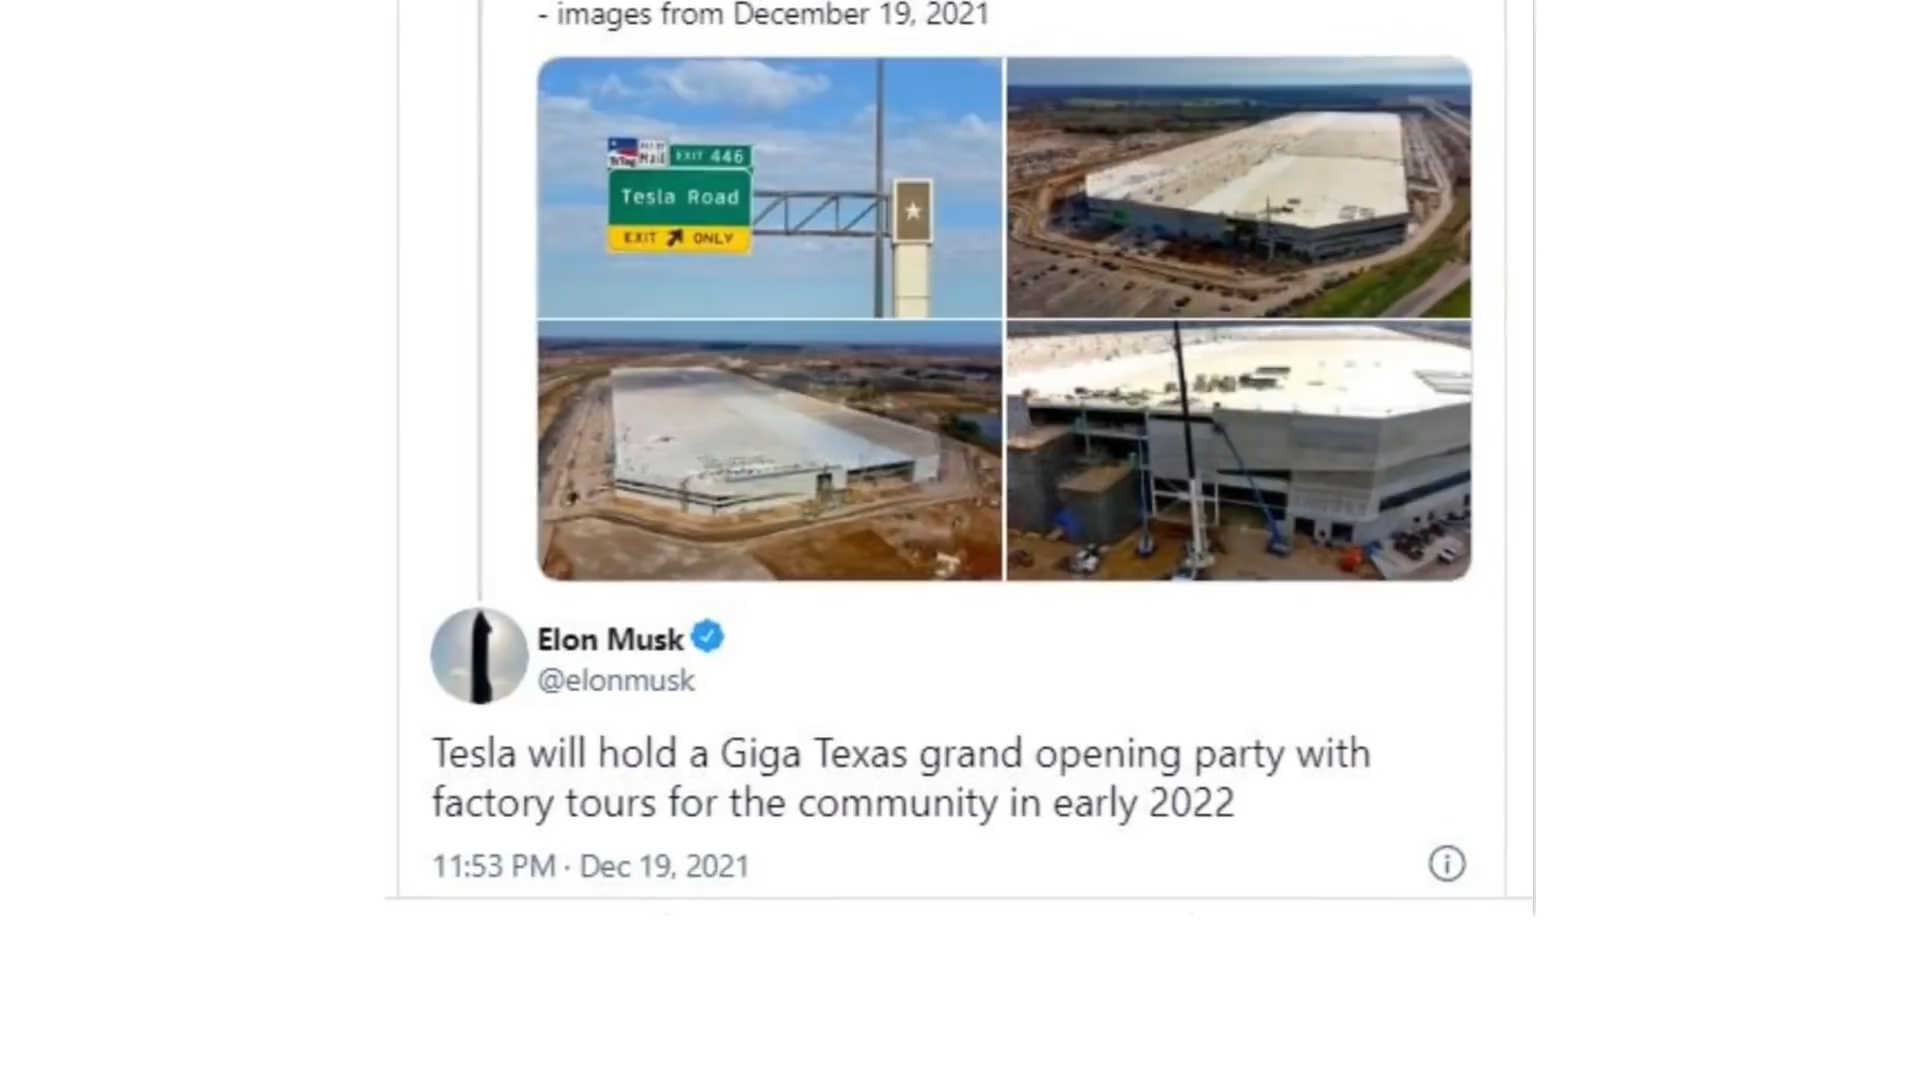 - images from December 19, 2021
EXIT 446
Tesla Road
EXIT ONLY
Elon Musk
@elonmusk
Tesla will hold a Giga Texas grand opening party with
factory tours for the community in early 2022
11:53 PM · Dec 19, 2021